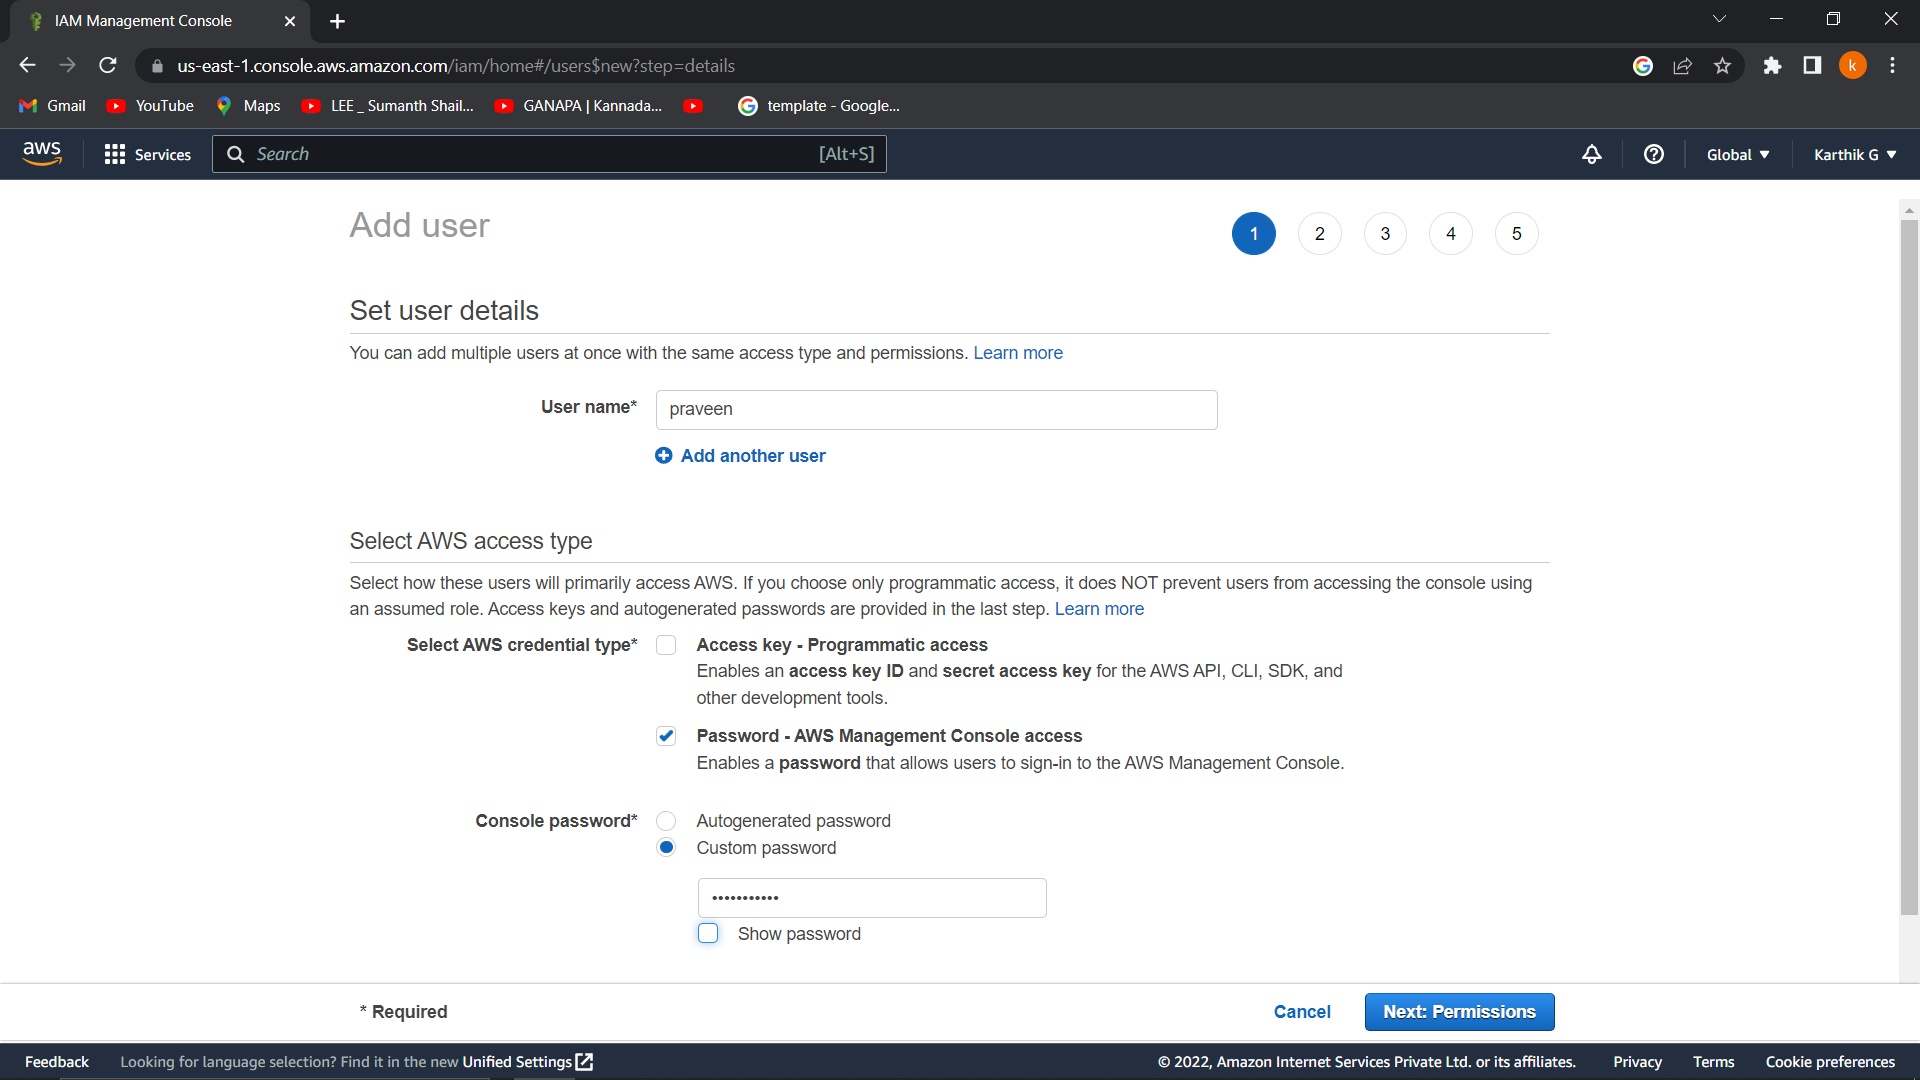 IAM Management Console
us-east-1.console.aws.amazon.com/iam/home#/users$new?step=details
k
Gmail
YouTube
Maps
LEE _ Sumanth Shail...
GANAPA | Kannada...
template - Google...
aws
Services
Search
[Alt+S]
Global
Karthik G
Add user
1
2
3
4
5
Set user details
You can add multiple users at once with the same access type and permissions. Learn more
User name*
praveen
Add another user
Select AWS access type
Select how these users will primarily access AWS. If you choose only programmatic access, it does NOT prevent users from accessing the console using
an assumed role. Access keys and autogenerated passwords are provided in the last step. Learn more
Select AWS credential type*
Access key - Programmatic access
Enables an access key ID and secret access key for the AWS API, CLI, SDK, and
other development tools.
Password - AWS Management Console access
Enables a password that allows users to sign-in to the AWS Management Console.
Console password*
Autogenerated password
Custom password
•••••••••••
Show password
* Required
Cancel
Next: Permissions
Feedback
Looking for language selection? Find it in the new Unified Settings
© 2022, Amazon Internet Services Private Ltd. or its affiliates.
Privacy
Terms
Cookie preferences